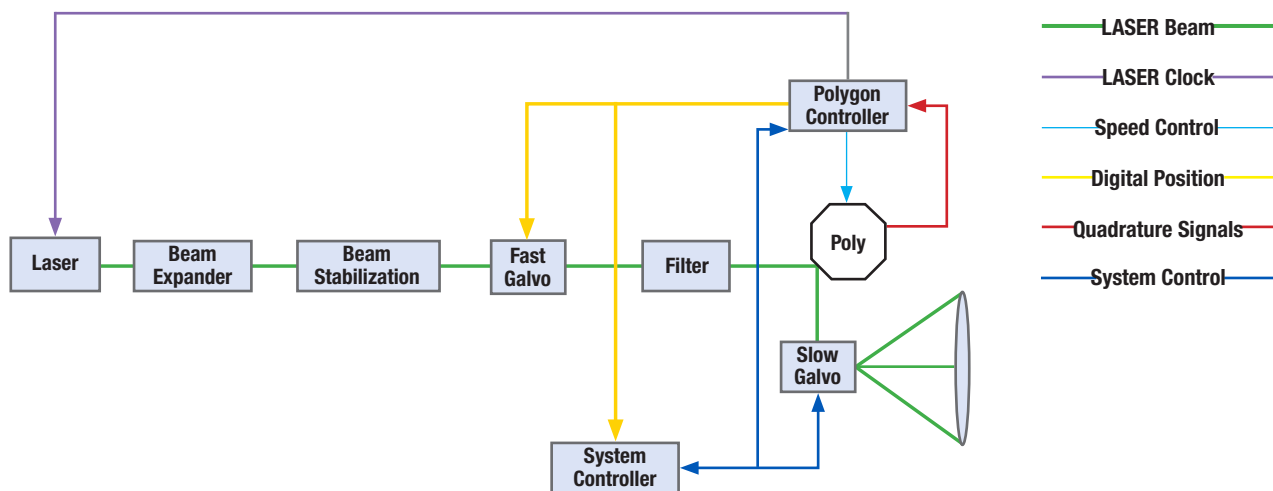 Polygon
Controller
Poly
Laser
Beam
Expander
Beam
Stabilization
Fast
Galvo
Filter
Slow
Galvo
System
Controller
LASER Beam
LASER Clock
Speed Control
Digital Position
Quadrature Signals
System Control